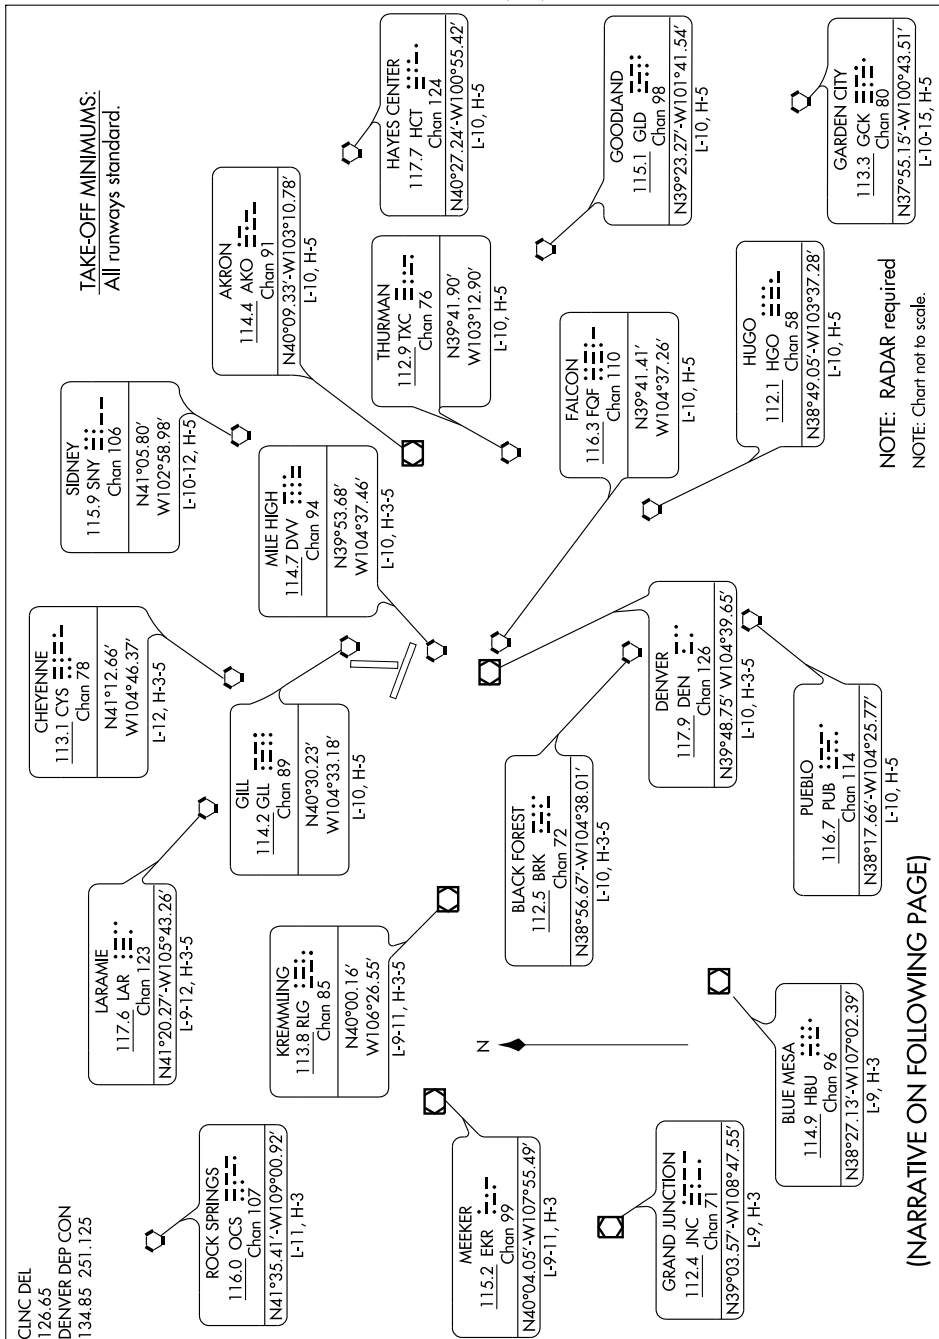 CLNC DEL
126.65
DENVER DEP CON
134.85 251.125
TAKE-OFF MINIMUMS:
All runways standard.
ROCK SPRINGS
116.0 OCS
Chan 107
N41°35.41'-W109°00.92'
L-11, H-3
LARAMIE
117.6 LAR
Chan 123
N41°20.27'-W105°43.26'
L-9-12, H-3-5
CHEYENNE
113.1 CYS
Chan 78
N41°12.66'
W104°46.37'
L-12, H-3-5
SIDNEY
115.9 SNY
Chan 106
N41°05.80'
W102°58.98'
L-10-12, H-5
GILL
114.2 GLL
Chan 89
N40°30.23'
W104°33.18'
L-10, H-5
AKRON
114.4 AKO
Chan 91
N40°09.33'-W103°10.78'
L-10, H-5
HAYES CENTER
117.7 HCT
Chan 124
N40°27.24'-W100°55.42'
L-10, H-5
KREMMLING
113.8 RLG
Chan 85
N40°00.16'
W106°26.55'
L-9-11, H-3-5
MILE HIGH
114.7 DVV
Chan 94
N39°53.68'
W104°37.46'
L-10, H-3-5
THURMAN
112.9 TXC
Chan 76
N39°41.90'
W103°12.90'
L-10, H-5
MEEKER
115.2 EKR
Chan 99
N40°04.05'-W107°55.49'
L-9-11, H-3
N
BLACK FOREST
112.5 BRK
Chan 72
N38°56.67'-W104°38.01'
L-10, H-3-5
FALCON
116.3 FQF
Chan 110
N39°41.41'
W104°37.26'
L-10, H-5
GOODLAND
115.1 GLD
Chan 98
N39°23.27'-W101°41.54'
L-10, H-5
GRAND JUNCTION
112.4 JNC
Chan 71
N39°03.57'-W108°47.55'
L-9, H-3
DENVER
117.9 DEN
Chan 126
N39°48.75' W104°39.65'
L-10, H-3-5
HUGO
112.1 HGO
Chan 58
N38°49.05'-W103°37.28'
L-10, H-5
BLUE MESA
114.9 HBU
Chan 96
N38°27.13'-W107°02.39'
L-9, H-3
PUEBLO
116.7 PUB
Chan 114
N38°17.66'-W104°25.77'
L-10, H-5
GARDEN CITY
113.3 GCK
Chan 80
N37°55.15'-W100°43.51'
L-10-15, H-5
NOTE: RADAR required
NOTE: Chart not to scale.
(NARRATIVE ON FOLLOWING PAGE)